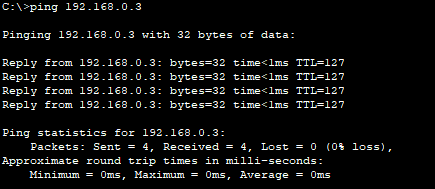 C:\>ping 192.168.0.3
Pinging 192.168.0.3 with 32 bytes of data:
Reply from 192.168.0.3: bytes=32 time<1ms TTL=127
Reply from 192.168.0.3: bytes=32 time<1ms TTL=127
Reply from 192.168.0.3: bytes=32 time<1ms TTL=127
Reply from 192.168.0.3: bytes=32 time<1ms TTL=127
Ping statistics for 192.168.0.3:
Packets: Sent = 4, Received = 4, Lost = 0 (0% loss),
Approximate round trip times in milli-seconds:
Minimum = 0ms, Maximum = 0ms, Average = 0ms